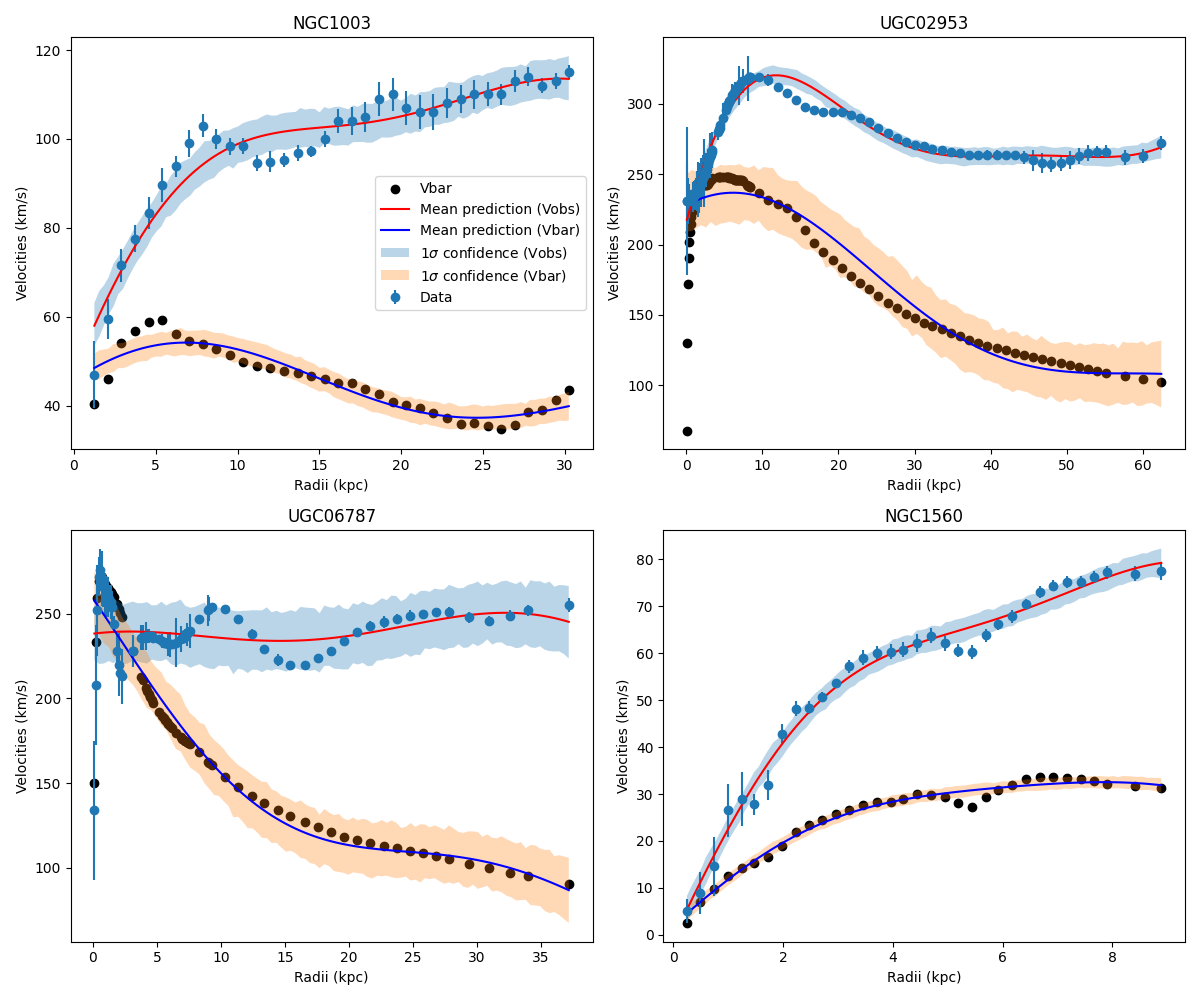 NGC1003
120
100
80
60
40
Velocities (km/s)
Vbar
Mean prediction (Vobs)
Mean prediction (Vbar)
1σ confidence (Vobs)
1σ confidence (Vbar)
Data
0 5 10 15 20 25 30
Radii (kpc)
UGC02953
300
250
200
150
100
Velocities (km/s)
0 10 20 30 40 50 60
Radii (kpc)
UGC06787
250
200
150
100
Velocities (km/s)
0 5 10 15 20 25 30 35
Radii (kpc)
NGC1560
80
70
60
50
40
30
20
10
0
Velocities (km/s)
0 2 4 6 8
Radii (kpc)